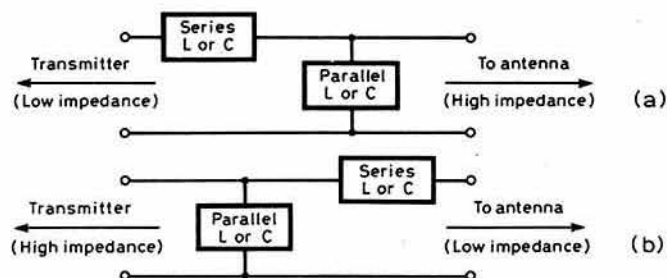 Series
L or C
Transmitter
(Low impedance)
Parallel
L or C
To antenna
(High impedance)
(a)
Series
L or C
Transmitter
(High impedance)
Parallel
L or C
To antenna
(Low impedance)
(b)